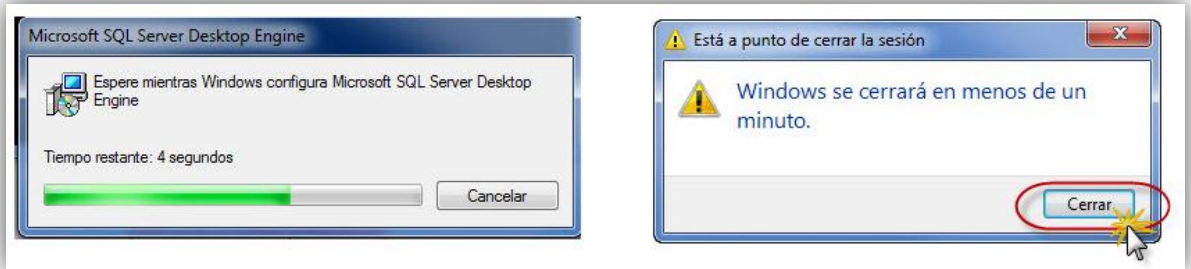 Microsoft SQL Server Desktop Engine
Espere mientras Windows configura Microsoft SQL Server Desktop
Engine
Tiempo restante: 4 segundos
Cancelar
Está a punto de cerrar la sesión
Windows se cerrará en menos de un
minuto.
Cerrar